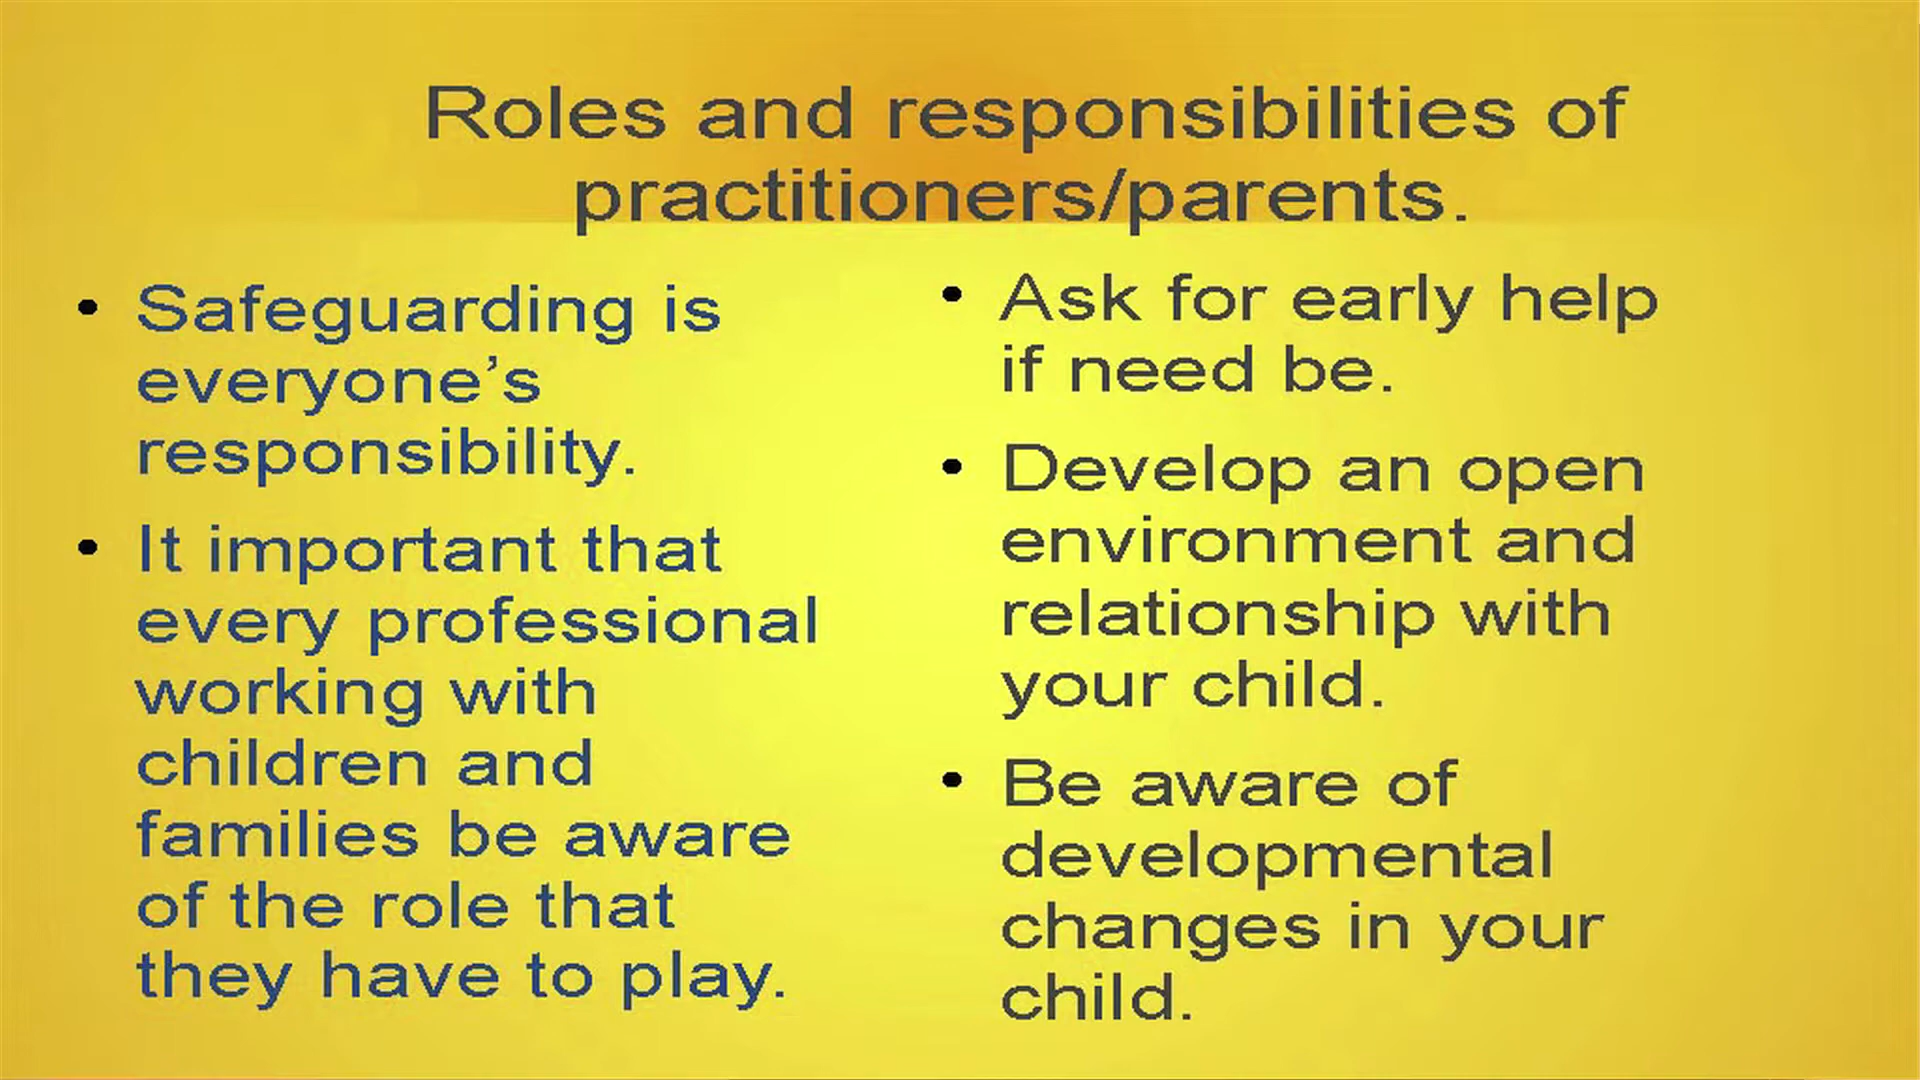 Roles and responsibilities of
practitioners/parents.
• Safeguarding is
everyone’s
responsibility.
• It important that
every professional
working with
children and
families be aware
of the role that
they have to play.
• Ask for early help
if need be.
• Develop an open
environment and
relationship with
your child.
• Be aware of
developmental
changes in your
child.